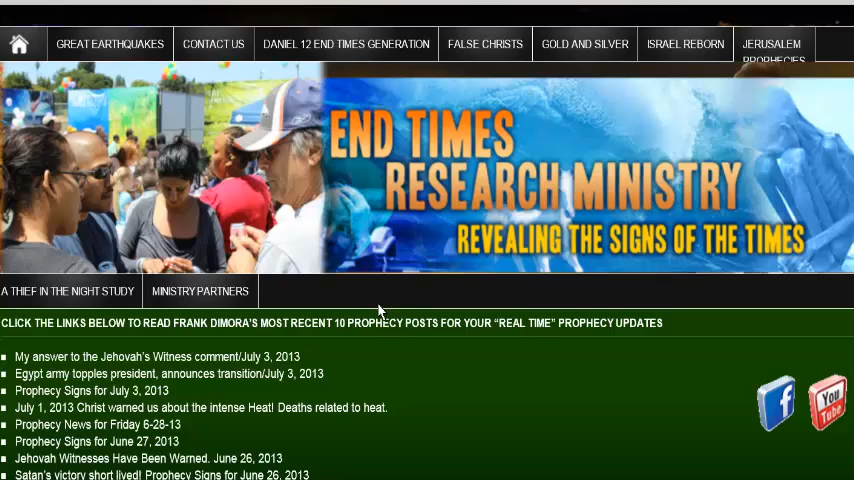 GREAT EARTHQUAKES CONTACT US DANIEL 12 END TIMES GENERATION FALSE CHRISTS GOLD AND SILVER ISRAEL REBORN JERUSALEM
PROPHECIES
END TIMES
RESEARCH MINISTRY
REVEALING THE SIGNS OF THE TIMES
A THIEF IN THE NIGHT STUDY MINISTRY PARTNERS
CLICK THE LINKS BELOW TO READ FRANK DIMORA'S MOST RECENT 10 PROPHECY POSTS FOR YOUR “REAL TIME” PROPHECY UPDATES
My answer to the Jehovah's Witness comment/July 3, 2013
Egypt army topples president, announces transition/July 3, 2013
Prophecy Signs for July 3, 2013
July 1, 2013 Christ warned us about the intense Heat! Deaths related to heat.
Prophecy News for Friday 6-28-13
Prophecy Signs for June 27, 2013
Jehovah Witnesses Have Been Warned. June 26, 2013
Satan's victory short lived! Prophecy Signs for June 26, 2013
f
You
Tube